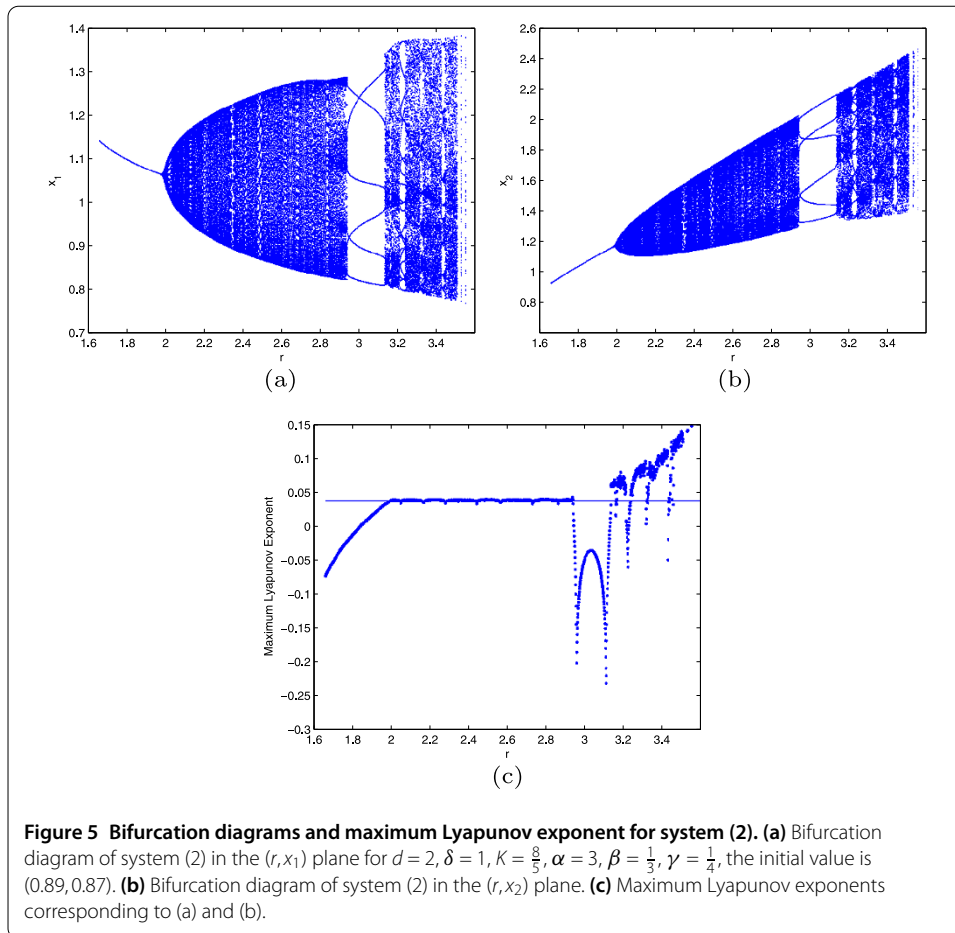 1.4
1.3
1.2
1.1
1
0.9
0.8
0.7
x₁
1.6 1.8 2 2.2 2.4 2.6 2.8 3 3.2 3.4
r
(a)
2.6
2.4
2.2
2
1.8
1.6
1.4
1.2
1
0.8
x₂
1.6 1.8 2 2.2 2.4 2.6 2.8 3 3.2 3.4
r
(b)
0.15
0.1
0.05
0
−0.05
−0.1
−0.15
−0.2
−0.25
−0.3
Maximum Lyapunov Exponent
1.6 1.8 2 2.2 2.4 2.6 2.8 3 3.2 3.4
r
(c)
Figure 5 Bifurcation diagrams and maximum Lyapunov exponent for system (2). (a) Bifurcation
diagram of system (2) in the (r, x₁) plane for d = 2, δ = 1, K = 8/5, α = 3, β = 1/3, γ = 1/4, the initial value is
(0.89, 0.87). (b) Bifurcation diagram of system (2) in the (r, x₂) plane. (c) Maximum Lyapunov exponents
corresponding to (a) and (b).